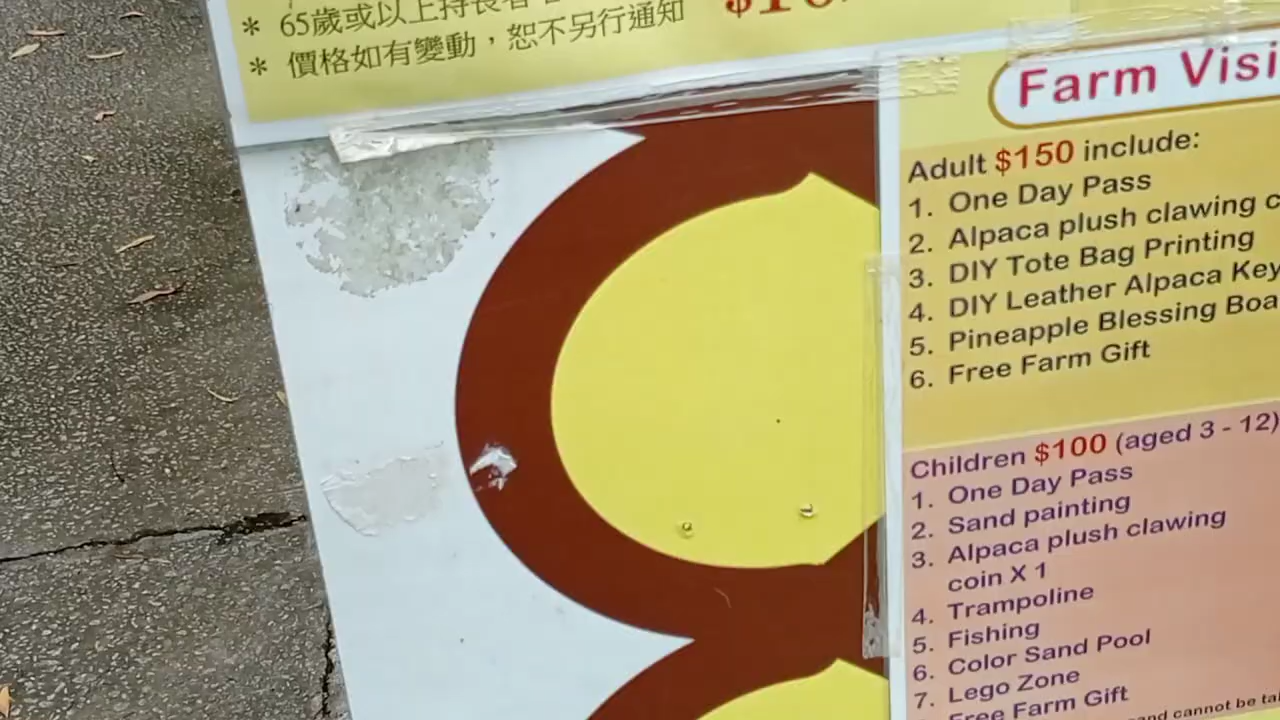 * 65歲或以上持長者
* 價格如有變動，恕不另行通知
Farm Visi
Adult $150 include:
1. One Day Pass
2. Alpaca plush clawing c
3. DIY Tote Bag Printing
4. DIY Leather Alpaca Key
5. Pineapple Blessing Boa
6. Free Farm Gift
Children $100 (aged 3 - 12)
1. One Day Pass
2. Sand painting
3. Alpaca plush clawing
coin X 1
4. Trampoline
5. Fishing
6. Color Sand Pool
7. Lego Zone
Free Farm Gift
and cannot be ta